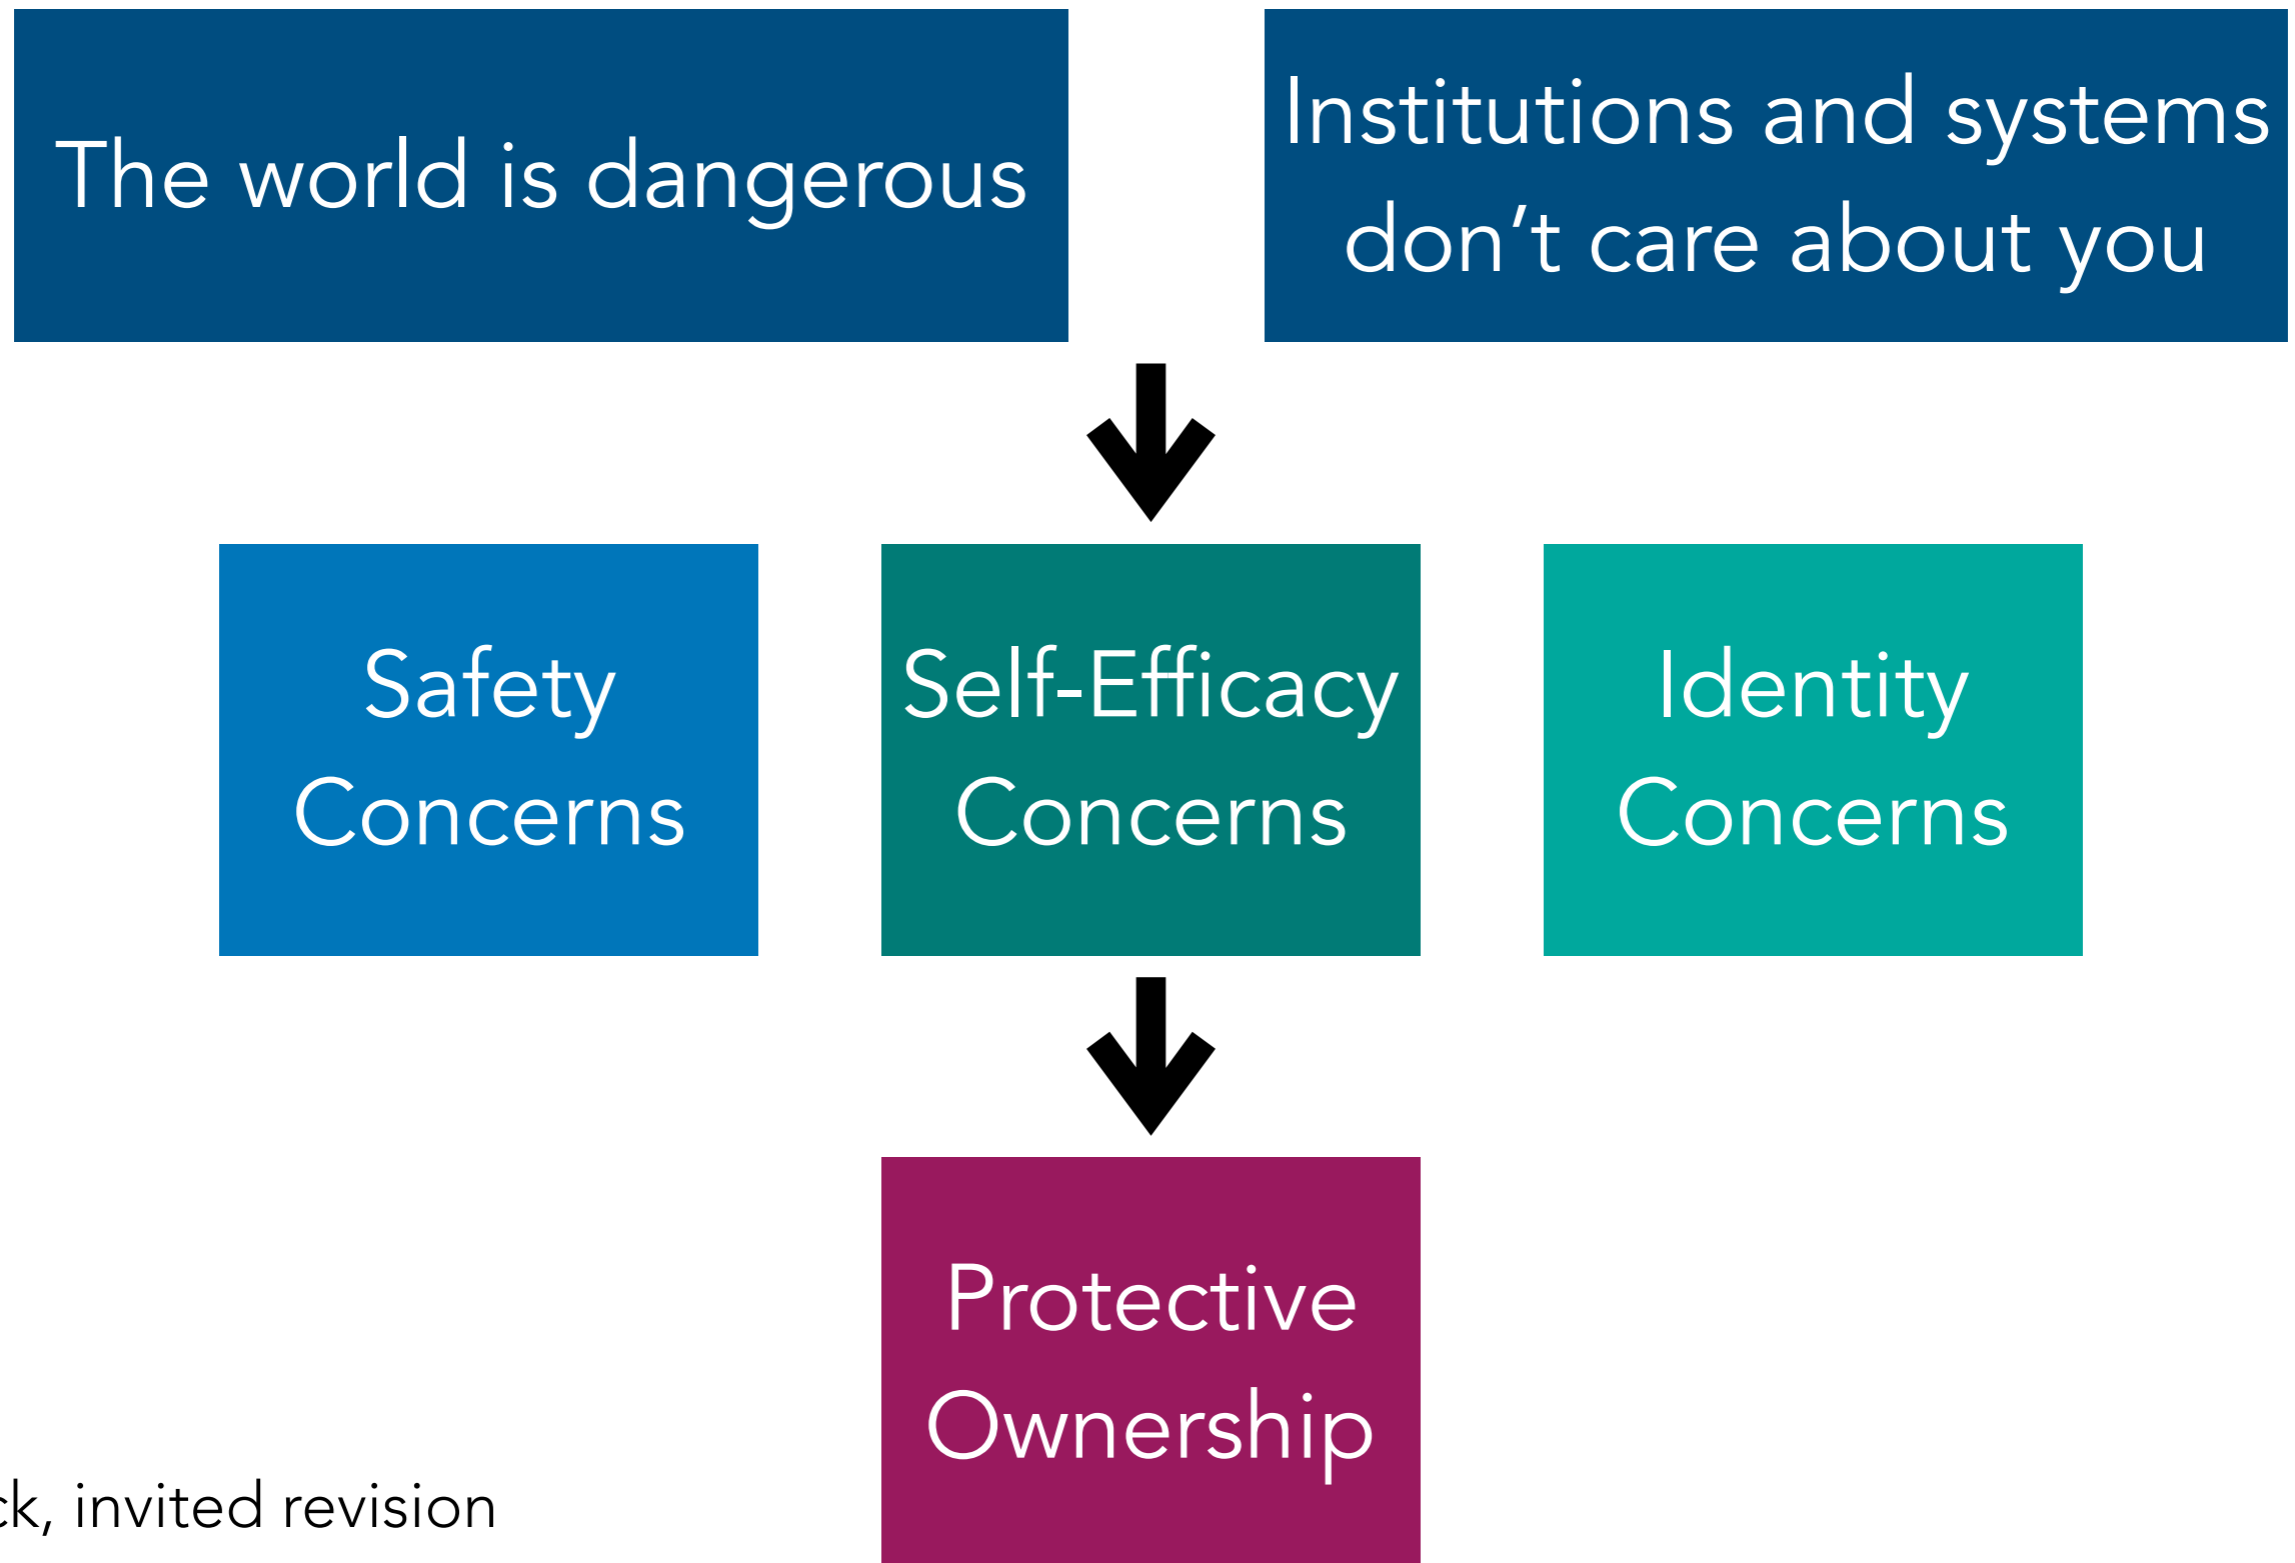 The world is dangerous
Institutions and systems
don’t care about you
Safety
Concerns
Self-Efficacy
Concerns
Identity
Concerns
Protective
Ownership
invited revision